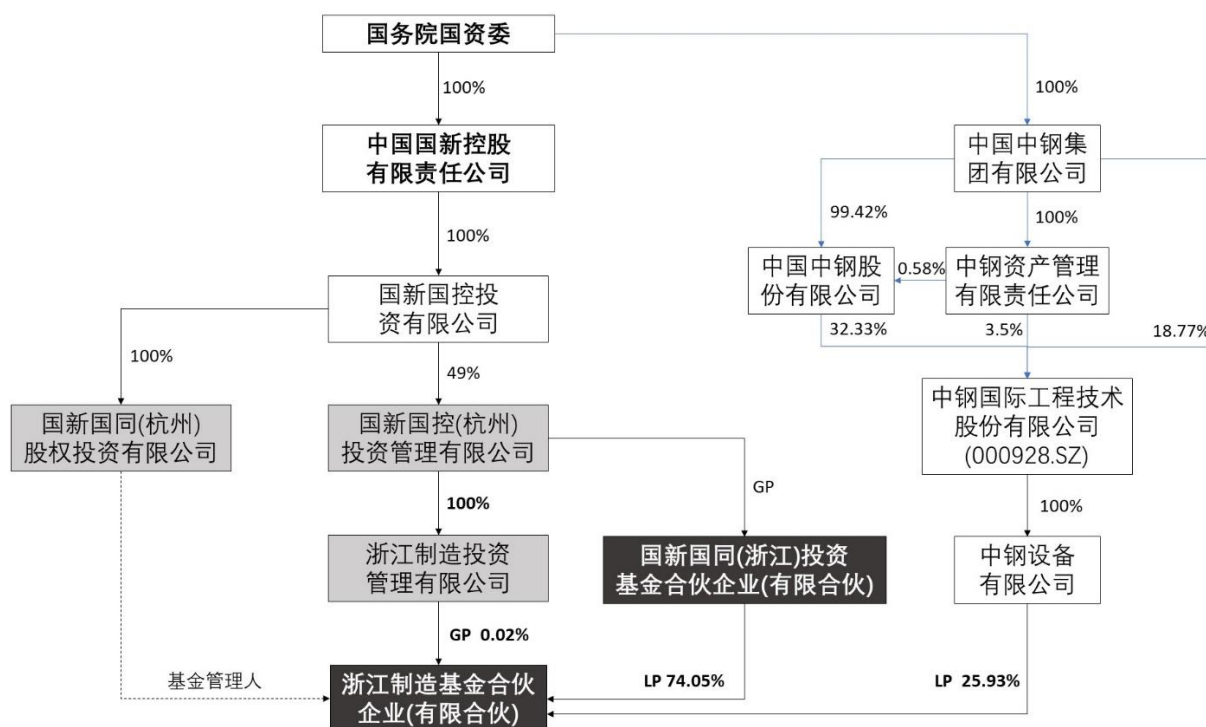 国务院国资委
100%
100%
中国国新控股
有限责任公司
中国中钢集
团有限公司
100%
99.42%
100%
国新国控投
资有限公司
中国中钢股
份有限公司
0.58%
中钢资产管理
有限责任公司
100%
49%
32.33%
3.5%
18.77%
国新国同(杭州)
股权投资有限公司
国新国控(杭州)
投资管理有限公司
中钢国际工程技术
股份有限公司
(000928.SZ)
100%
GP
100%
浙江制造投资
管理有限公司
国新国同(浙江)投资
基金合伙企业(有限合伙)
中钢设备
有限公司
GP 0.02%
基金管理人
浙江制造基金合伙
企业(有限合伙)
LP 74.05%
LP 25.93%